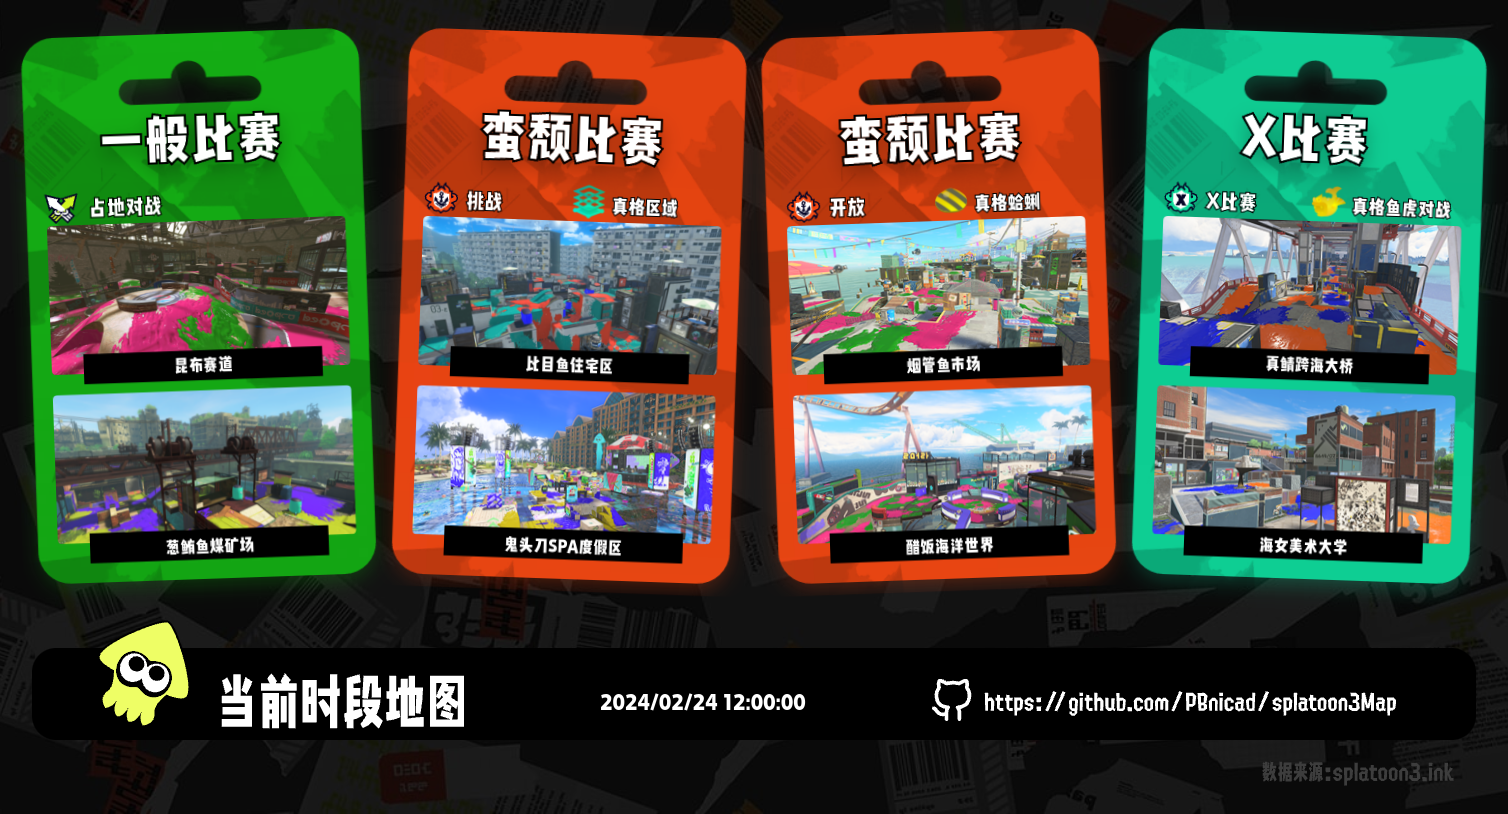 一般比赛
占地对战
昆布赛道
葱鲔鱼煤矿场
蛮颓比赛
挑战
真格区域
比目鱼住宅区
鬼头刀SPA度假区
蛮颓比赛
开放
真格蛤蜊
烟管鱼市场
醋饭海洋世界
X比赛
X比赛
真格鱼虎对战
真鲭跨海大桥
海女美术大学
当前时段地图
2024/02/24 12:00:00
https://github.com/PBnicad/splatoon3Map
数据来源:splatoon3.ink